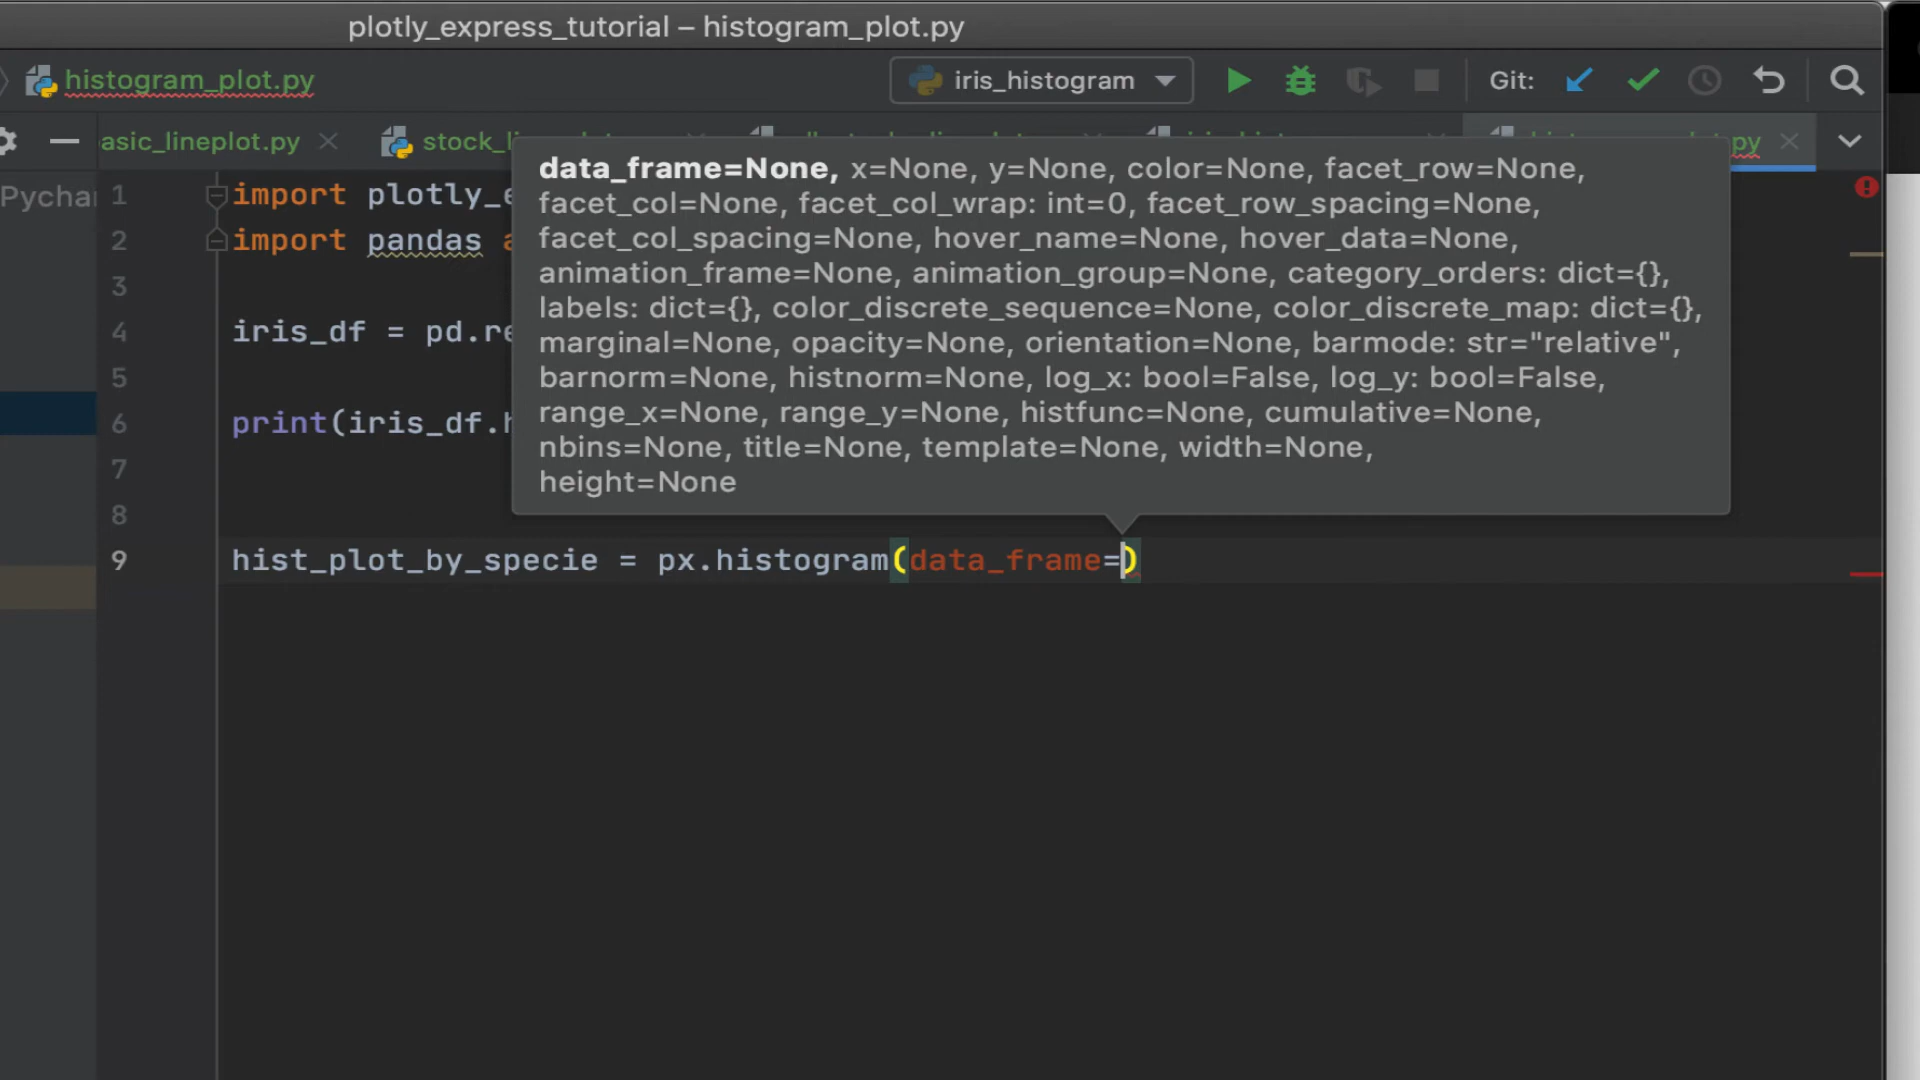 plotly_express_tutorial – histogram_plot.py
histogram_plot.py
iris_histogram
Git:
asic_lineplot.py
stock_l
py
Pychar
data_frame=None, x=None, y=None, color=None, facet_row=None,
facet_col=None, facet_col_wrap: int=0, facet_row_spacing=None,
facet_col_spacing=None, hover_name=None, hover_data=None,
animation_frame=None, animation_group=None, category_orders: dict={},
labels: dict={}, color_discrete_sequence=None, color_discrete_map: dict={},
marginal=None, opacity=None, orientation=None, barmode: str="relative",
barnorm=None, histnorm=None, log_x: bool=False, log_y: bool=False,
range_x=None, range_y=None, histfunc=None, cumulative=None,
nbins=None, title=None, template=None, width=None,
height=None
1 import plotly_e
2 import pandas a
3
4 iris_df = pd.re
5
6 print(iris_df.h
7
8
9 hist_plot_by_specie = px.histogram(data_frame=)